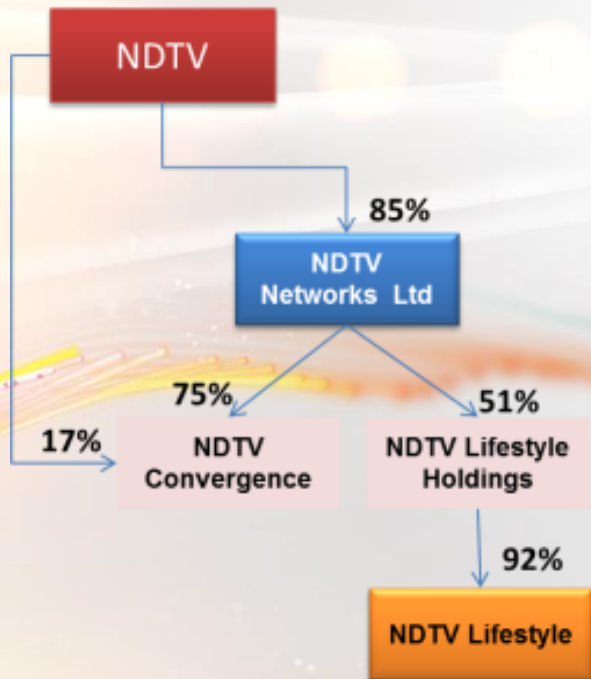 NDTV
85%
NDTV
Networks Ltd
75%
51%
17%
NDTV
Convergence
NDTV Lifestyle
Holdings
92%
NDTV Lifestyle